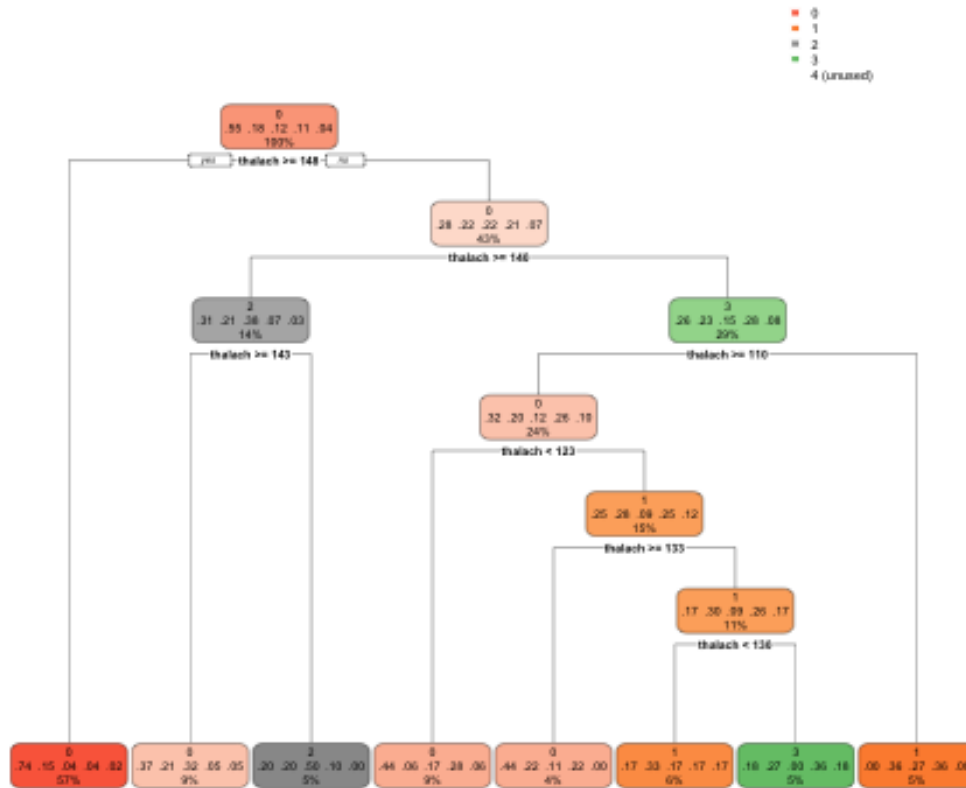 0
1
2
3
4 (unused)
0
.55 .18 .12 .11 .04
100%
yes thalach >= 148 no
0
.28 .22 .22 .21 .07
43%
thalach >= 140
2
.31 .21 .38 .07 .03
14%
3
.26 .23 .15 .28 .08
29%
thalach >= 143
thalach >= 110
0
.32 .20 .12 .26 .10
24%
thalach < 123
1
.25 .28 .09 .25 .12
15%
thalach >= 133
1
.17 .30 .09 .26 .17
11%
thalach < 130
0
.74 .15 .04 .04 .02
57%
0
.37 .21 .32 .05 .05
9%
2
.20 .20 .50 .10 .00
5%
0
.44 .06 .17 .28 .06
9%
0
.44 .22 .11 .22 .00
4%
1
.17 .33 .17 .17 .17
6%
3
.18 .27 .00 .36 .18
5%
1
.00 .36 .27 .36
5%